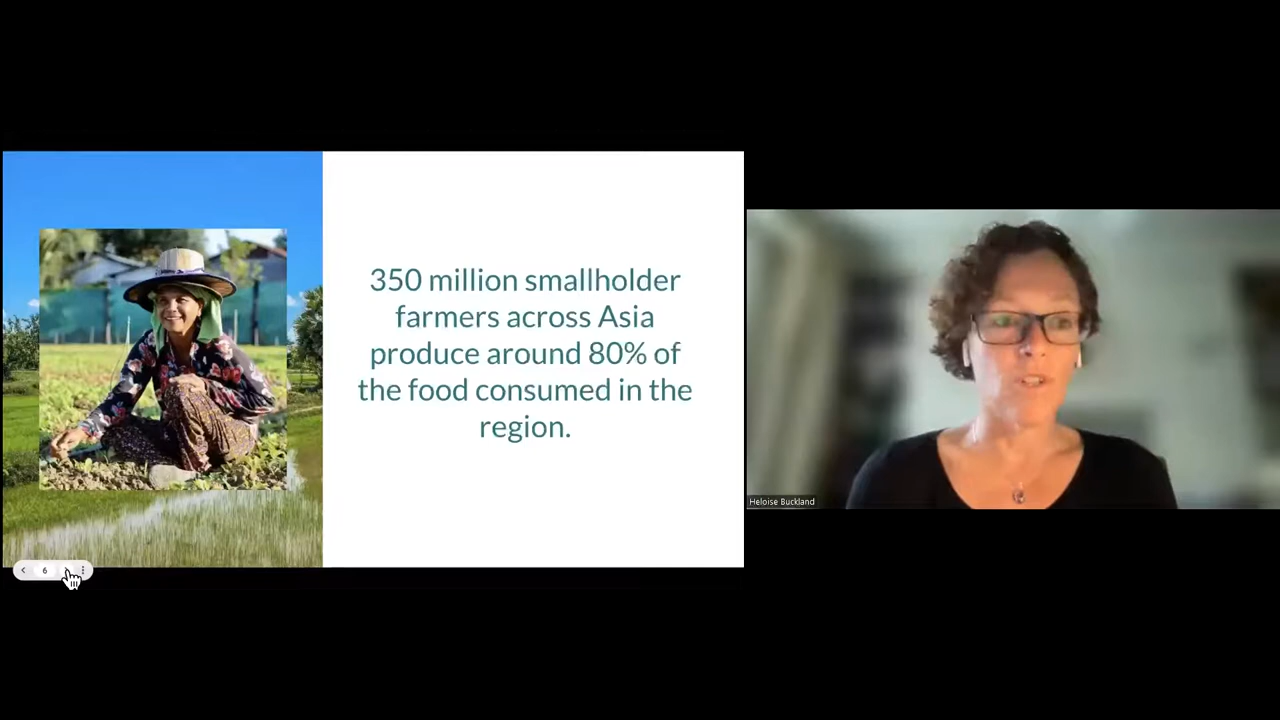 350 million smallholder
farmers across Asia
produce around 80% of
the food consumed in the
region.
Heloise Buckland
6